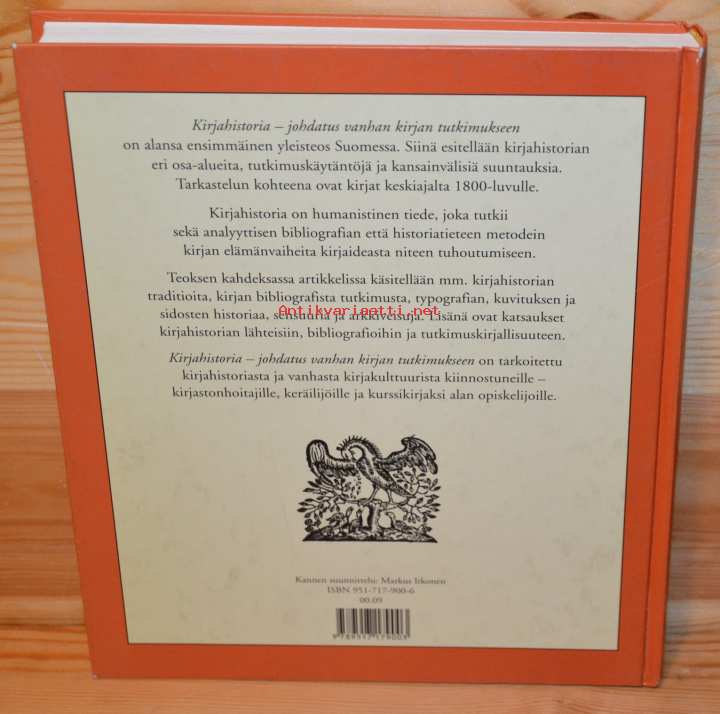 Kirjahistoria – johdatus vanhan kirjan tutkimukseen
on alansa ensimmäinen yleisteos Suomessa. Siinä esitellään kirjahistorian
eri osa-alueita, tutkimuskäytäntöjä ja kansainvälisiä suuntauksia.
Tarkastelun kohteena ovat kirjat keskiajalta 1800-luvulle.
Kirjahistoria on humanistinen tiede, joka tutkii
sekä analyyttisen bibliografian että historiatieteen metodein
kirjan elämänvaiheita kirjaideasta niteen tuhoutumiseen.
Teoksen kahdeksassa artikkelissa käsitellään mm. kirjahistorian
traditioita, kirjan bibliografista tutkimusta, typografian, kuvituksen ja
Antikvariaatti.net
sidosten historiaa, sensuuria ja arkkiveisuja. Lisänä ovat katsaukset
kirjahistorian lähteisiin, bibliografioihin ja tutkimuskirjallisuuteen.
Kirjahistoria – johdatus vanhan kirjan tutkimukseen on tarkoitettu
kirjahistoriasta ja vanhasta kirjakulttuurista kiinnostuneille –
kirjastonhoitajille, keräilijöille ja kurssikirjaksi alan opiskelijoille.
Kannen suunnittelu: Markus Itkonen
ISBN 951-717-900-6
00.09
9789517179003